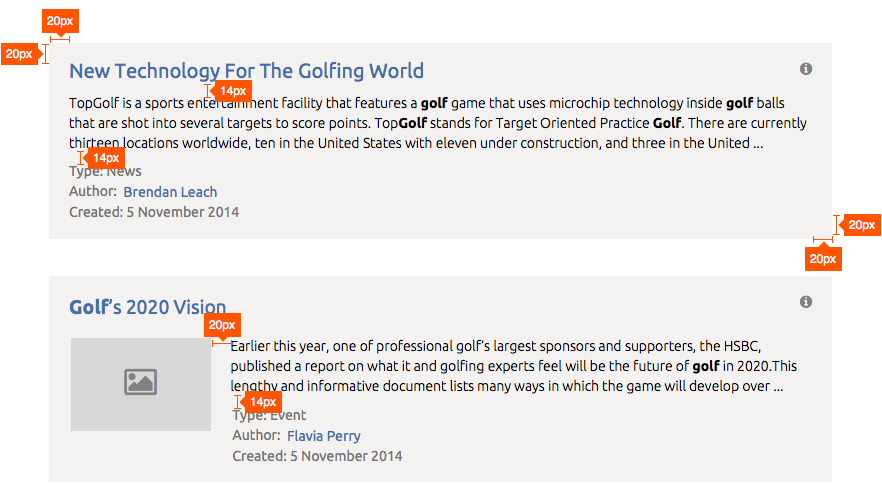 20px
20px
New Technology For The Golfing World
14px
TopGolf is a sports entertainment facility that features a golf game that uses microchip technology inside golf balls
that are shot into several targets to score points. TopGolf stands for Target Oriented Practice Golf. There are currently
thirteen locations worldwide, ten in the United States with eleven under construction, and three in the United ...
14px
Type: News
Author: Brendan Leach
Created: 5 November 2014
20px
20px
Golf's 2020 Vision
20px
Earlier this year, one of professional golf's largest sponsors and supporters, the HSBC,
published a report on what it and golfing experts feel will be the future of golf in 2020.This
lengthy and informative document lists many ways in which the game will develop over ...
14px
Type: Event
Author: Flavia Perry
Created: 5 November 2014